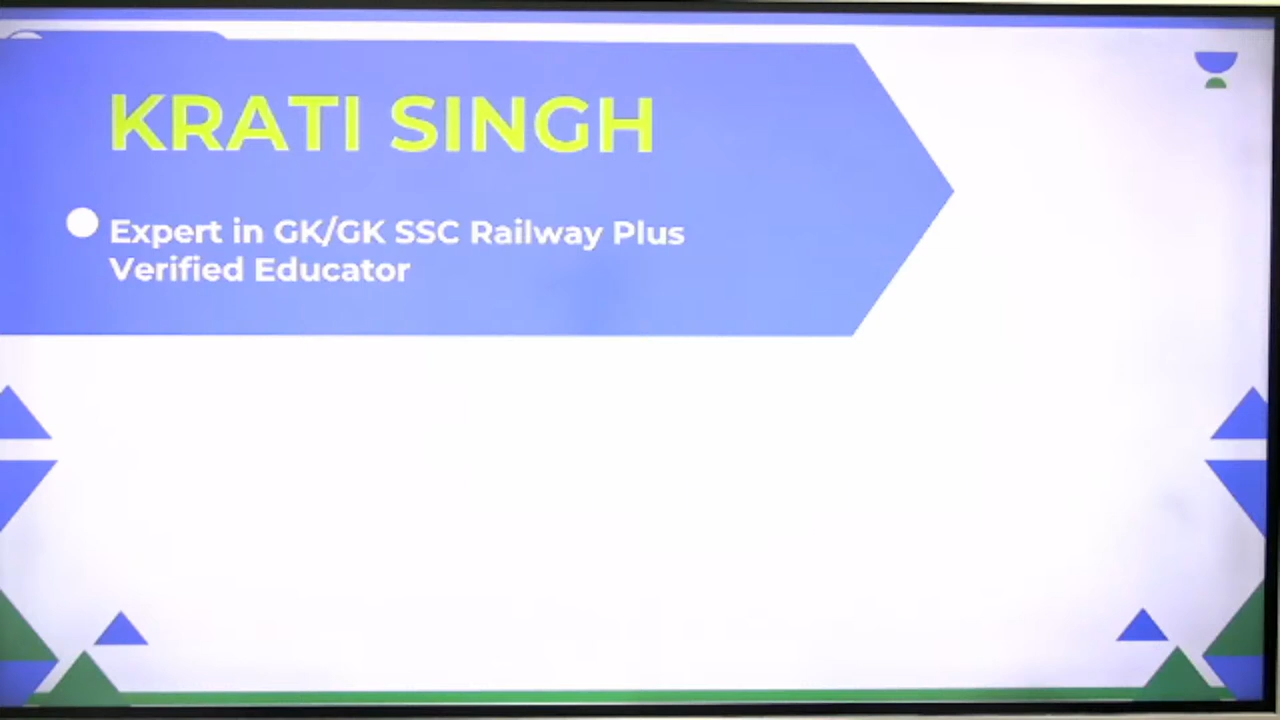 KRATI SINGH
Expert in GK/GK SSC Railway Plus
Verified Educator